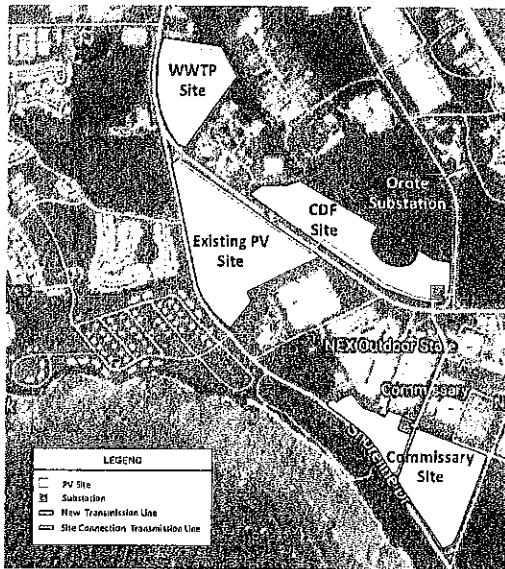 WWTP
Site
Orote
Substation
CDF
Site
Existing PV
Site
NEX Outdoor Store
Commissary
Commissary
Site
LEGEND
PV Site
Substation
New Transmission Line
Site Connection Transmission Line